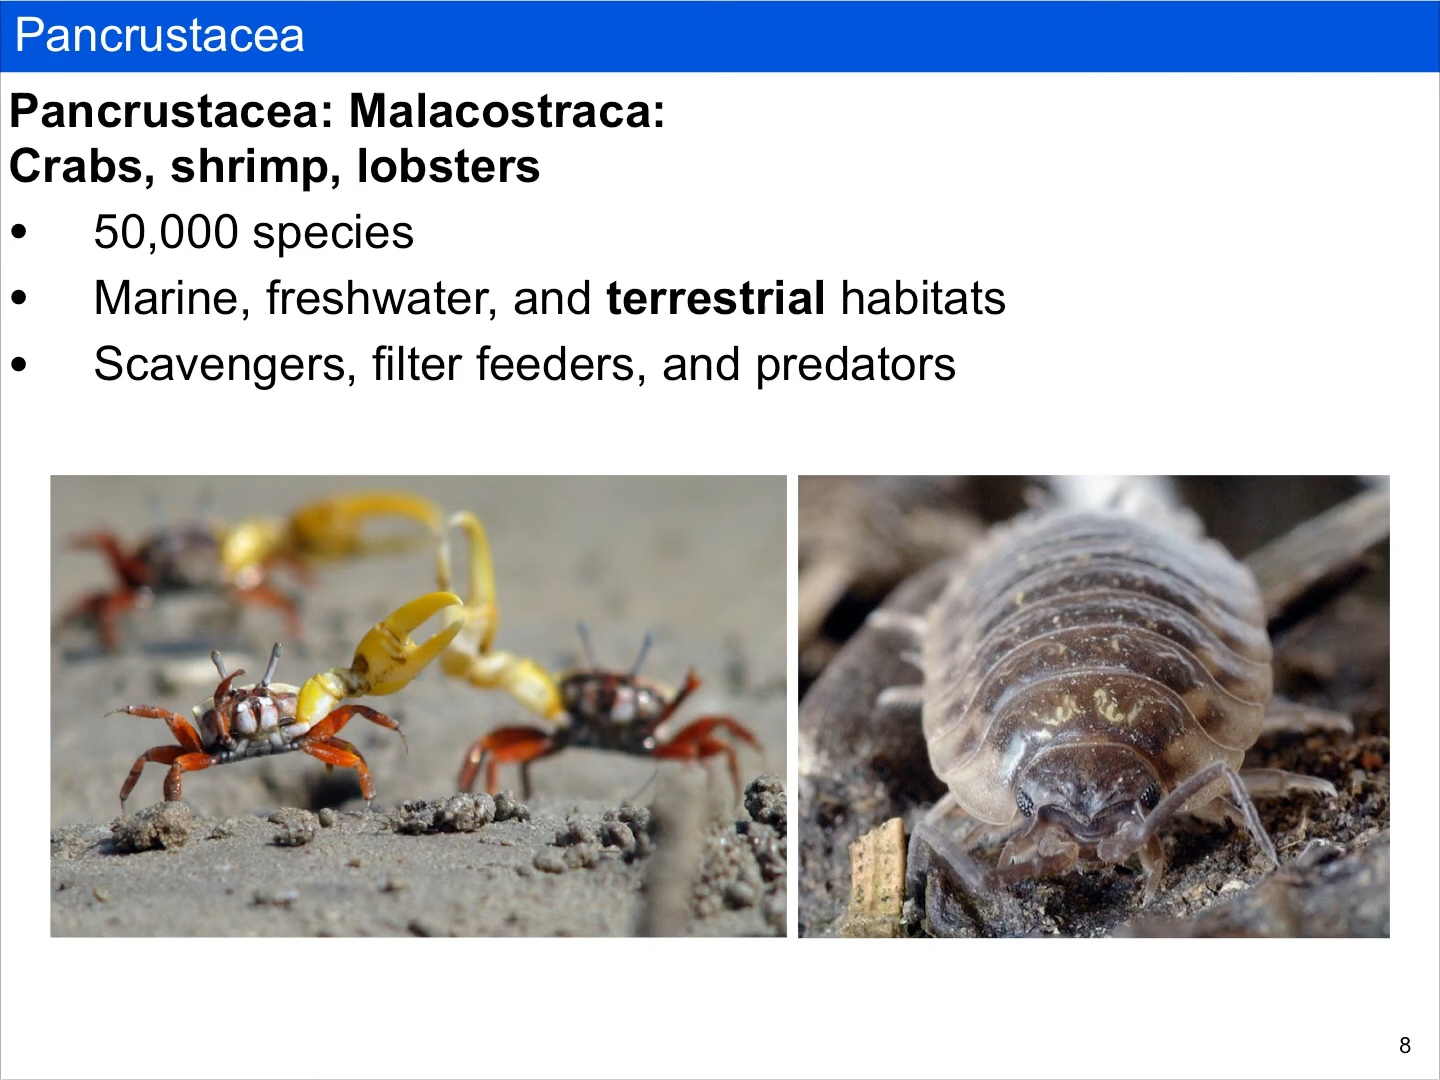 Pancrustacea
Pancrustacea: Malacostraca:
Crabs, shrimp, lobsters
• 50,000 species
• Marine, freshwater, and terrestrial habitats
• Scavengers, filter feeders, and predators
8